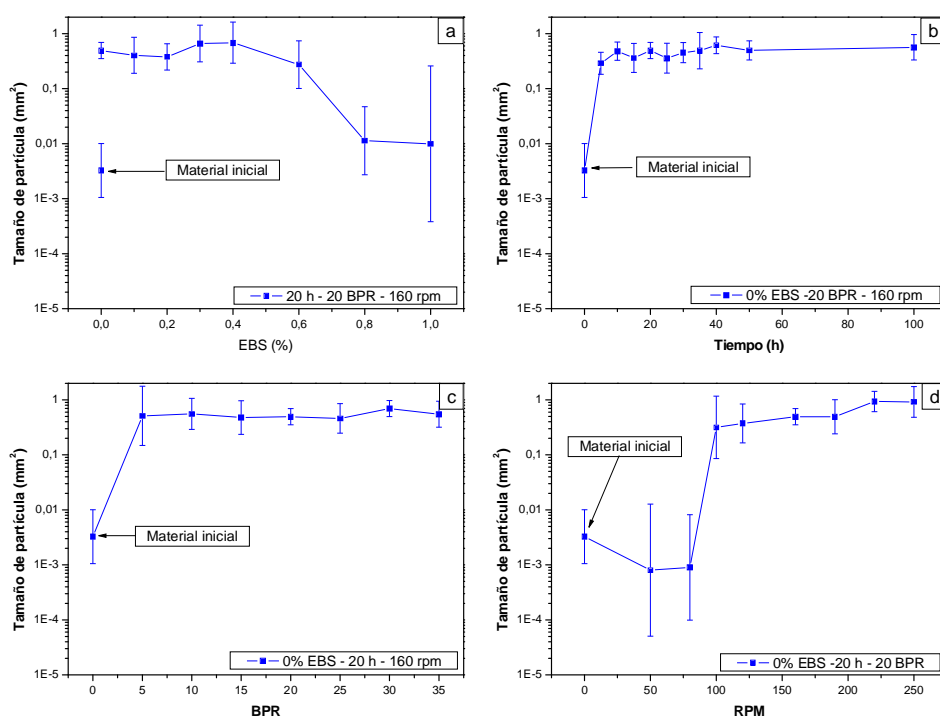 a
Tamaño de partícula (mm²)
1
0,1
0,01
1E-3
1E-4
1E-5
Material inicial
20 h - 20 BPR - 160 rpm
0,0 0,2 0,4 0,6 0,8 1,0
EBS (%)
b
Tamaño de partícula (mm²)
1
0,1
0,01
1E-3
1E-4
1E-5
Material inicial
0% EBS -20 BPR - 160 rpm
0 20 40 60 80 100
Tiempo (h)
c
Tamaño de partícula (mm²)
1
0,1
0,01
1E-3
1E-4
1E-5
Material inicial
0% EBS - 20 h - 160 rpm
0 5 10 15 20 25 30 35
BPR
d
Tamaño de partícula (mm²)
1
0,1
0,01
1E-3
1E-4
1E-5
Material inicial
0% EBS -20 h - 20 BPR
0 50 100 150 200 250
RPM